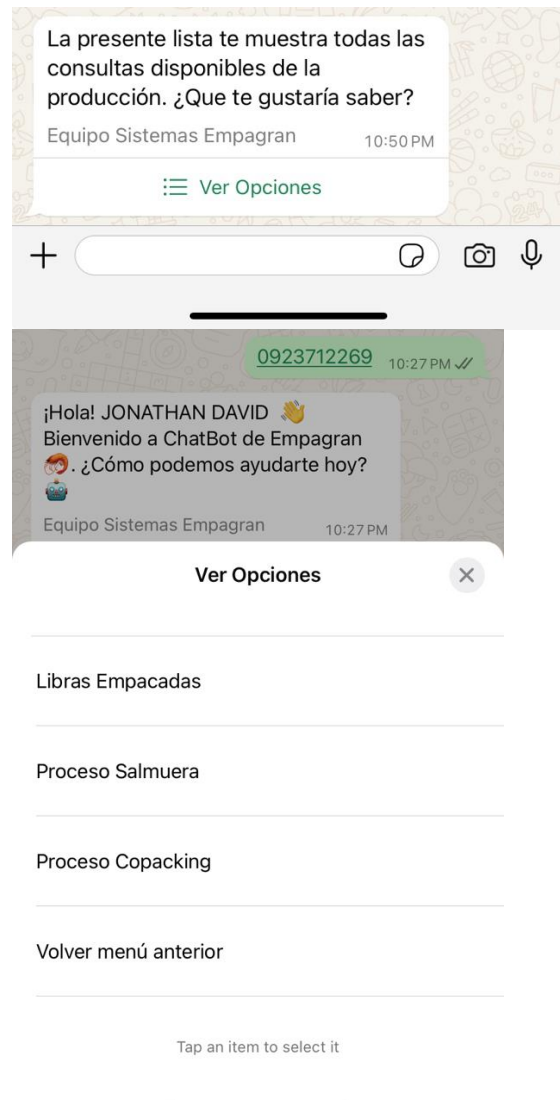 La presente lista te muestra todas las
consultas disponibles de la
producción. ¿Que te gustaría saber?
Equipo Sistemas Empagran 10:50 PM
Ver Opciones
0923712269 10:27 PM
¡Hola! JONATHAN DAVID 👋
Bienvenido a ChatBot de Empagran
🦐. ¿Cómo podemos ayudarte hoy?
🤖
Equipo Sistemas Empagran 10:27 PM
Ver Opciones
Libras Empacadas
Proceso Salmuera
Proceso Copacking
Volver menú anterior
Tap an item to select it